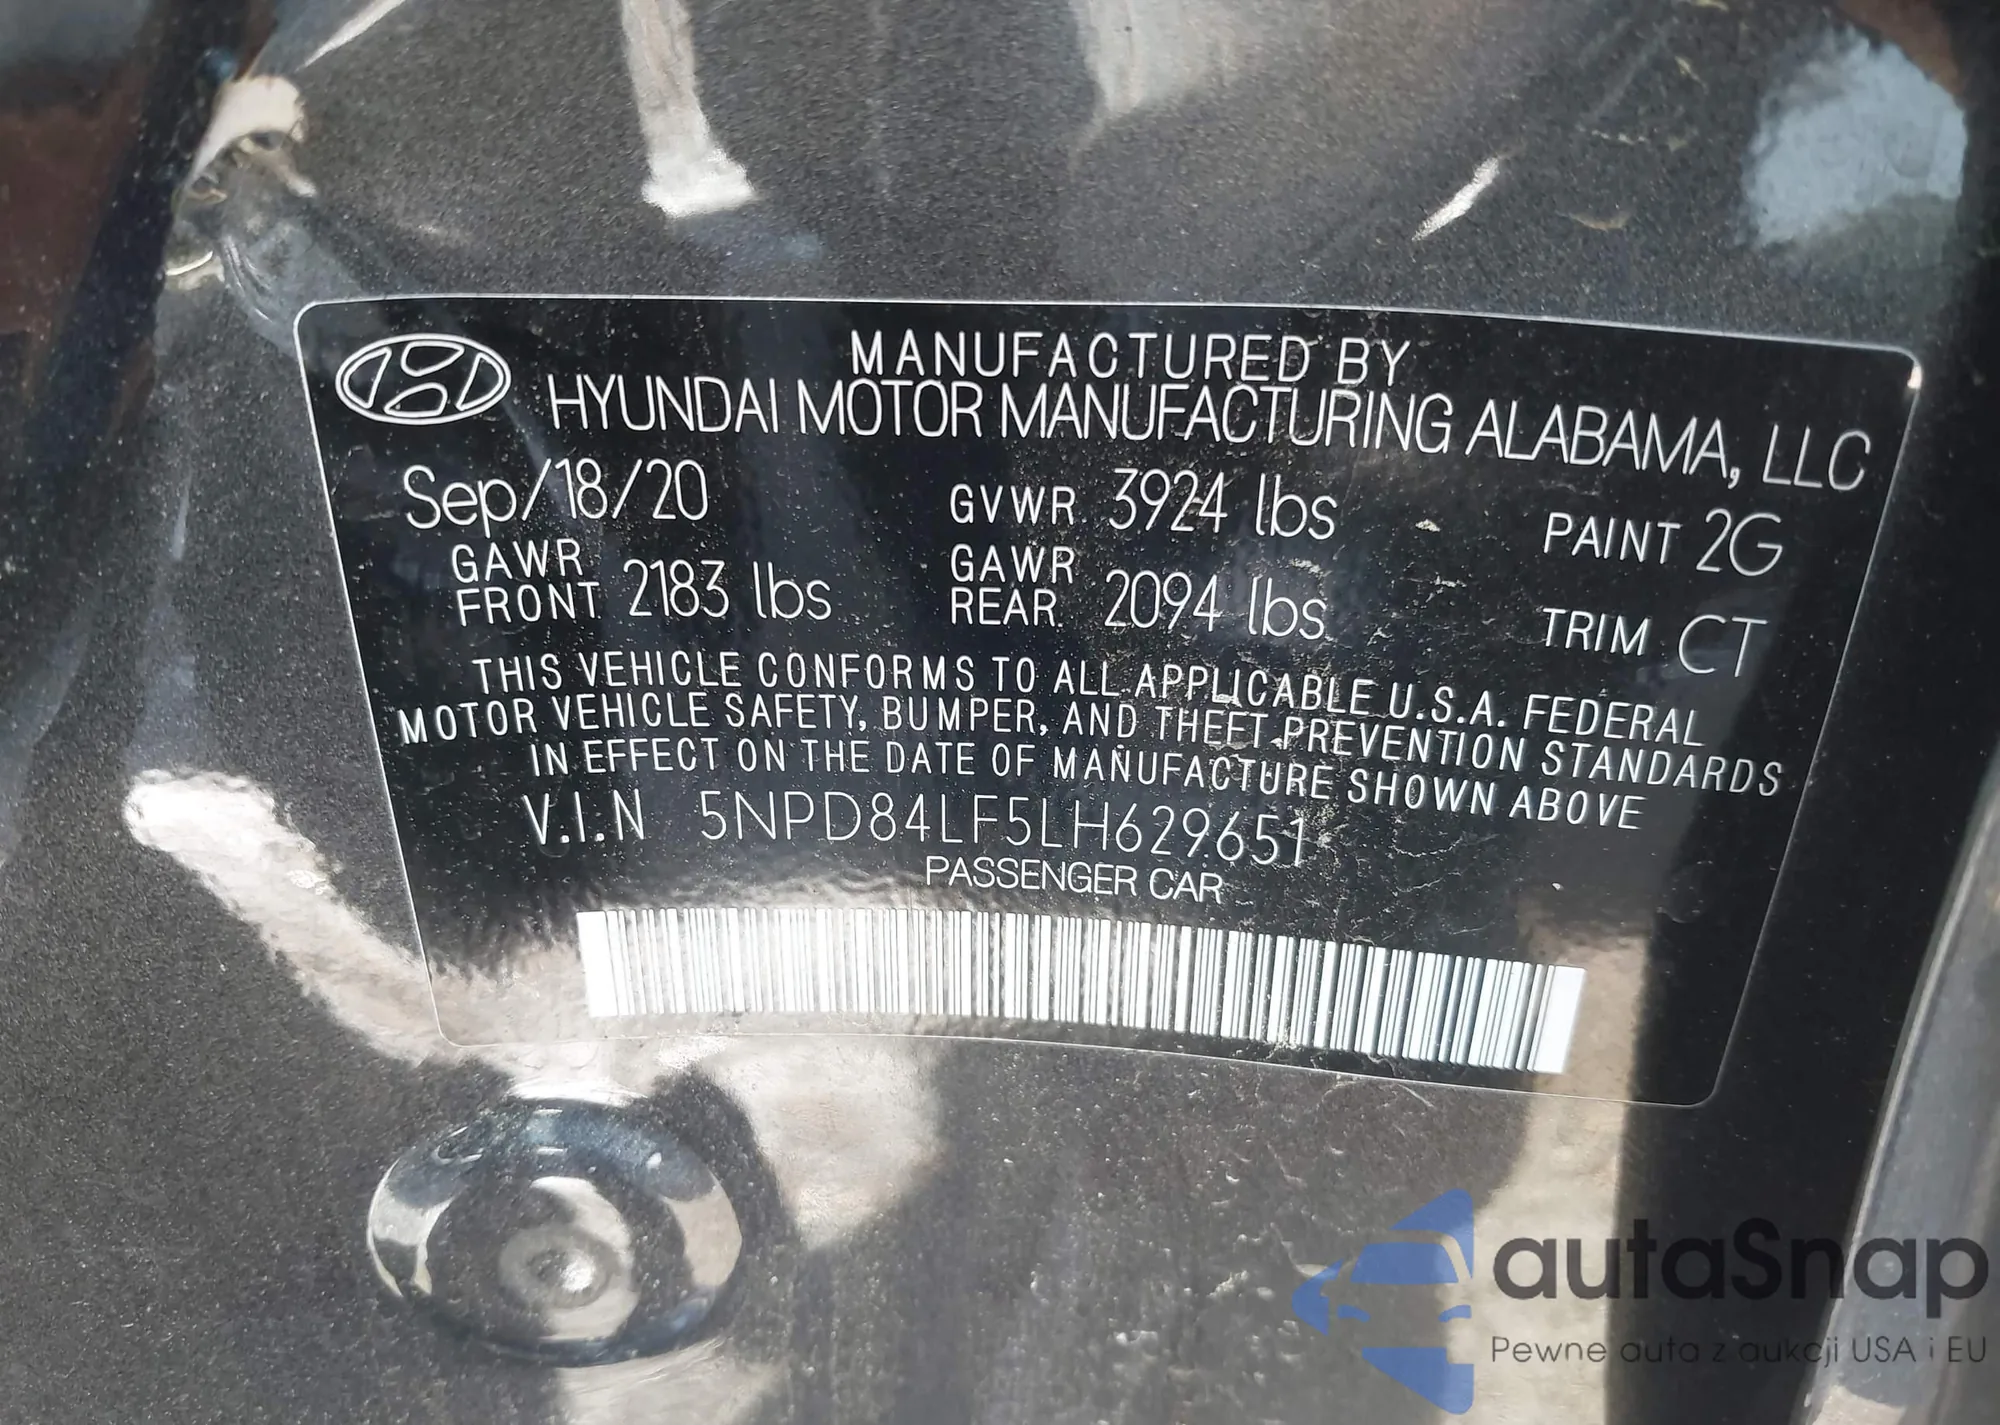 MANUFACTURED BY
HYUNDAI MOTOR MANUFACTURING ALABAMA, LLC
Sep/18/20 GVWR 3924 lbs PAINT 2G
GAWR FRONT 2183 lbs GAWR REAR 2094 lbs TRIM CT
THIS VEHICLE CONFORMS TO ALL APPLICABLE U.S.A. FEDERAL
MOTOR VEHICLE SAFETY, BUMPER, AND THEFT PREVENTION STANDARDS
IN EFFECT ON THE DATE OF MANUFACTURE SHOWN ABOVE
V.I.N 5NPD84LF5LH629651
PASSENGER CAR
autaSnap
Pewne auta z aukcji USA i EU